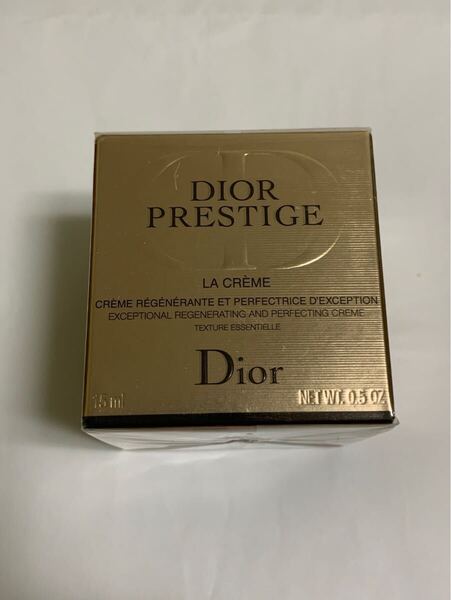 DIOR
PRESTIGE
LA CRÈME
CRÈME RÉGÉNÉRANTE ET PERFECTRICE D'EXCEPTION
EXCEPTIONAL REGENERATING AND PERFECTING CREME
TEXTURE ESSENTIELLE
Dior
15 ml NET WT. 0.5 OZ